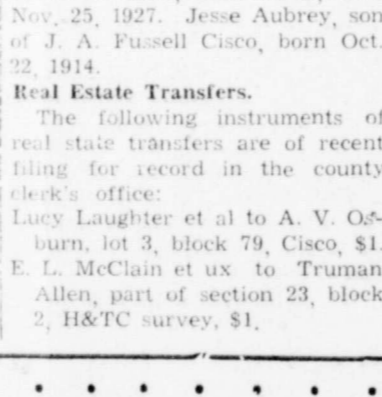 Nov. 25, 1927. Jesse Aubrey, son
of J. A. Fussell Cisco, born Oct.
22, 1914.
Real Estate Transfers.
The following instruments of
real state transfers are of recent
filing for record in the county
clerk's office:
Lucy Laughter et al to A. V. Os-
burn, lot 3, block 79, Cisco, $1.
E. L. McClain et ux to Truman
Allen, part of section 23, block
2, H&TC survey, $1.